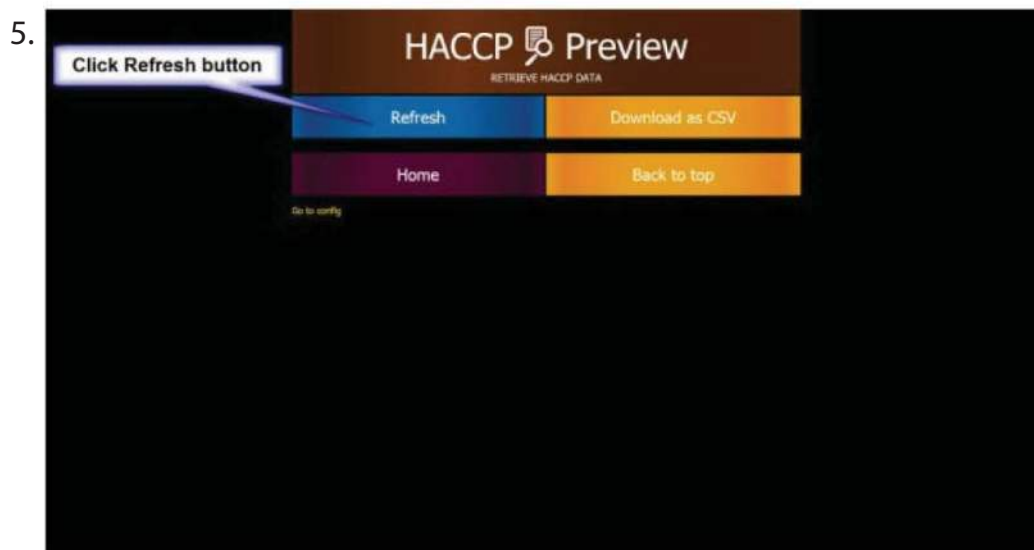 5.
Click Refresh button
HACCP Preview
RETRIEVE HACCP DATA
Refresh
Download as CSV
Home
Back to top
Go to config